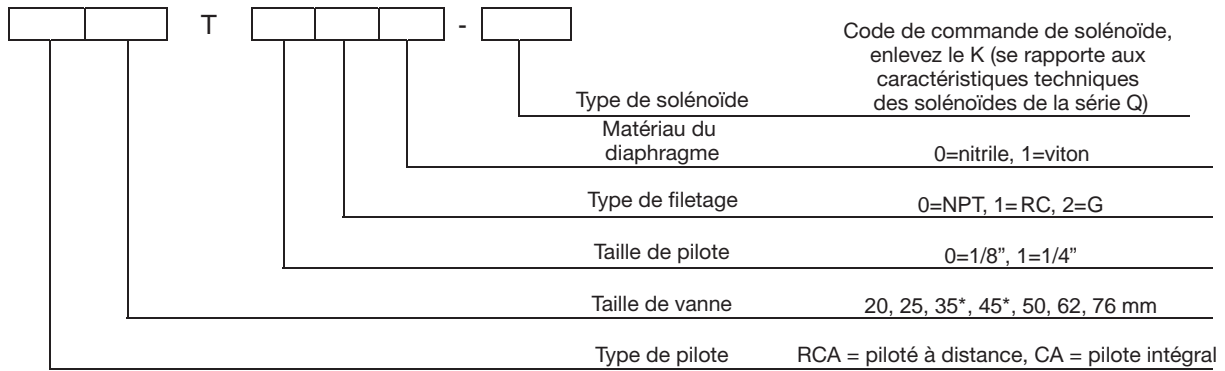 T -
Code de commande de solénoïde,
enlevez le K (se rapporte aux
caractéristiques techniques
des solénoïdes de la série Q)
Type de solénoïde
Matériau du
diaphragme
0=nitrile, 1=viton
Type de filetage
0=NPT, 1=RC, 2=G
Taille de pilote
0=1/8”, 1=1/4”
Taille de vanne
20, 25, 35*, 45*, 50, 62, 76 mm
Type de pilote
RCA = piloté à distance, CA = pilote intégral